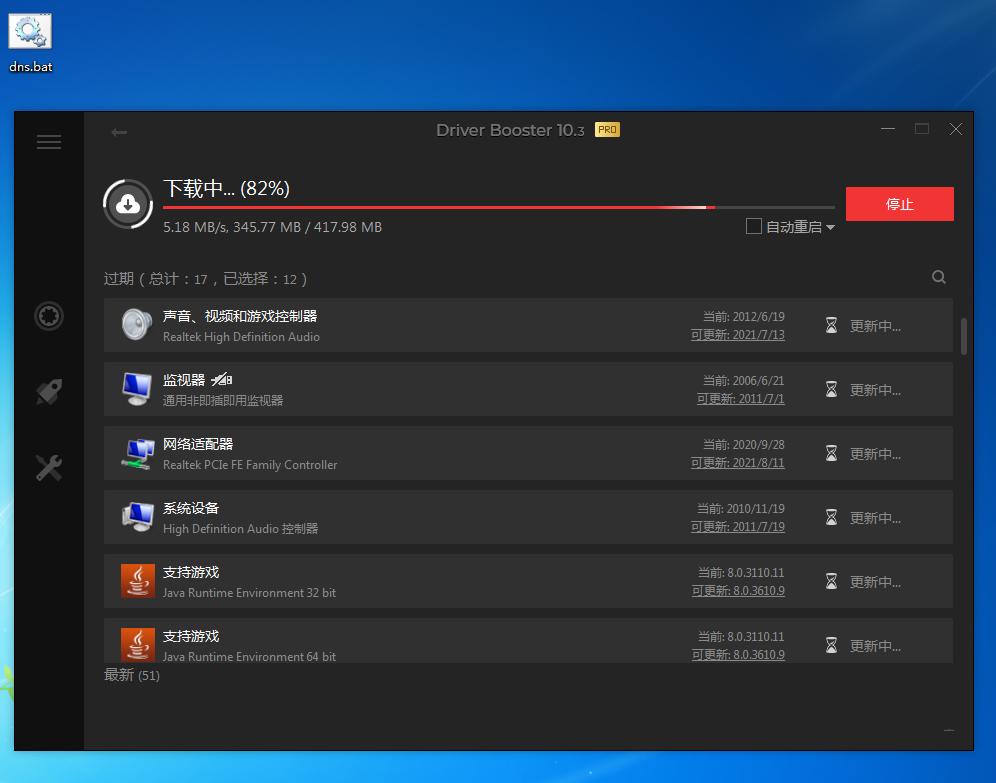 dns.bat
Driver Booster 10.3 PRO
下载中... (82%)
停止
5.18 MB/s, 345.77 MB / 417.98 MB
自动重启
过期 ( 总计：17，已选择：12 )
声音、视频和游戏控制器
Realtek High Definition Audio
当前: 2012/6/19
可更新: 2021/7/13
更新中...
监视器
通用非即插即用监视器
当前: 2006/6/21
可更新: 2011/7/1
更新中...
网络适配器
Realtek PCIe FE Family Controller
当前: 2020/9/28
可更新: 2021/8/11
更新中...
系统设备
High Definition Audio 控制器
当前: 2010/11/19
可更新: 2011/7/19
更新中...
支持游戏
Java Runtime Environment 32 bit
当前: 8.0.3110.11
可更新: 8.0.3610.9
更新中...
支持游戏
Java Runtime Environment 64 bit
当前: 8.0.3110.11
可更新: 8.0.3610.9
更新中...
最新 (51)